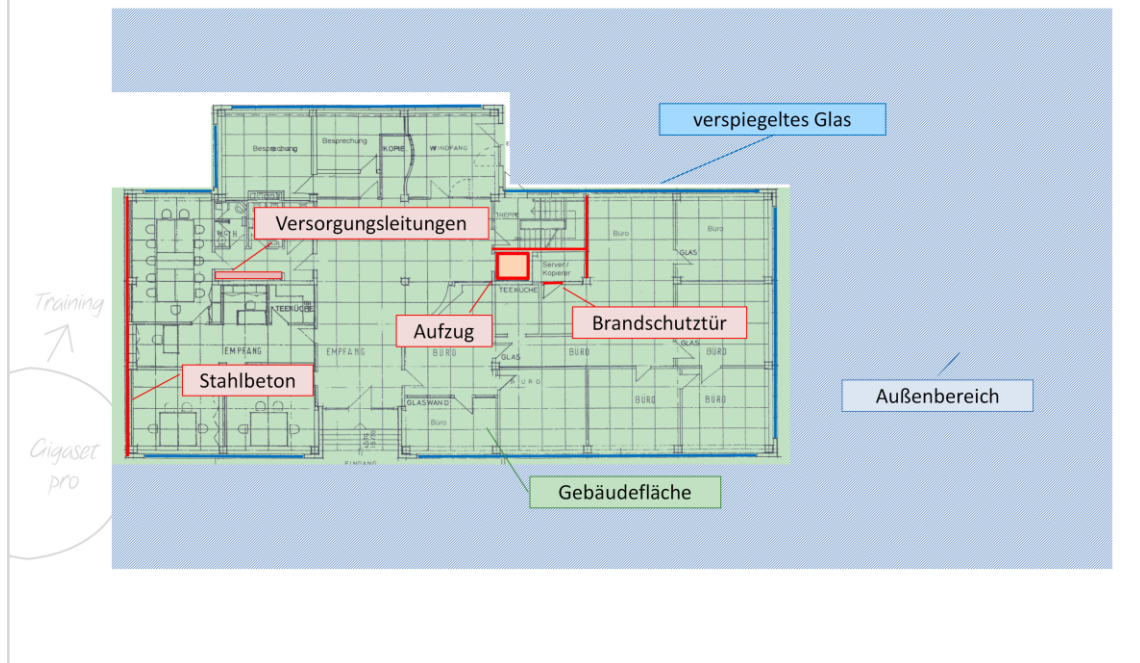 verspiegeltes Glas
Besprechung
Besprechung
KOPIE
WINDFANG
Versorgungsleitungen
Büro
Büro
GLAS
Server/
Kopierer
TEEKÜCHE
Training
TEEKÜCHE
Aufzug
Brandschutztür
EMPFANG
EMPFANG
BÜRO
GLAS
BÜRO
GLAS
BÜRO
Stahlbeton
BÜRO
Außenbereich
GLASWAND
BÜRO
BÜRO
Büro
Gigaset
pro
EINGANG
Gebäudefläche